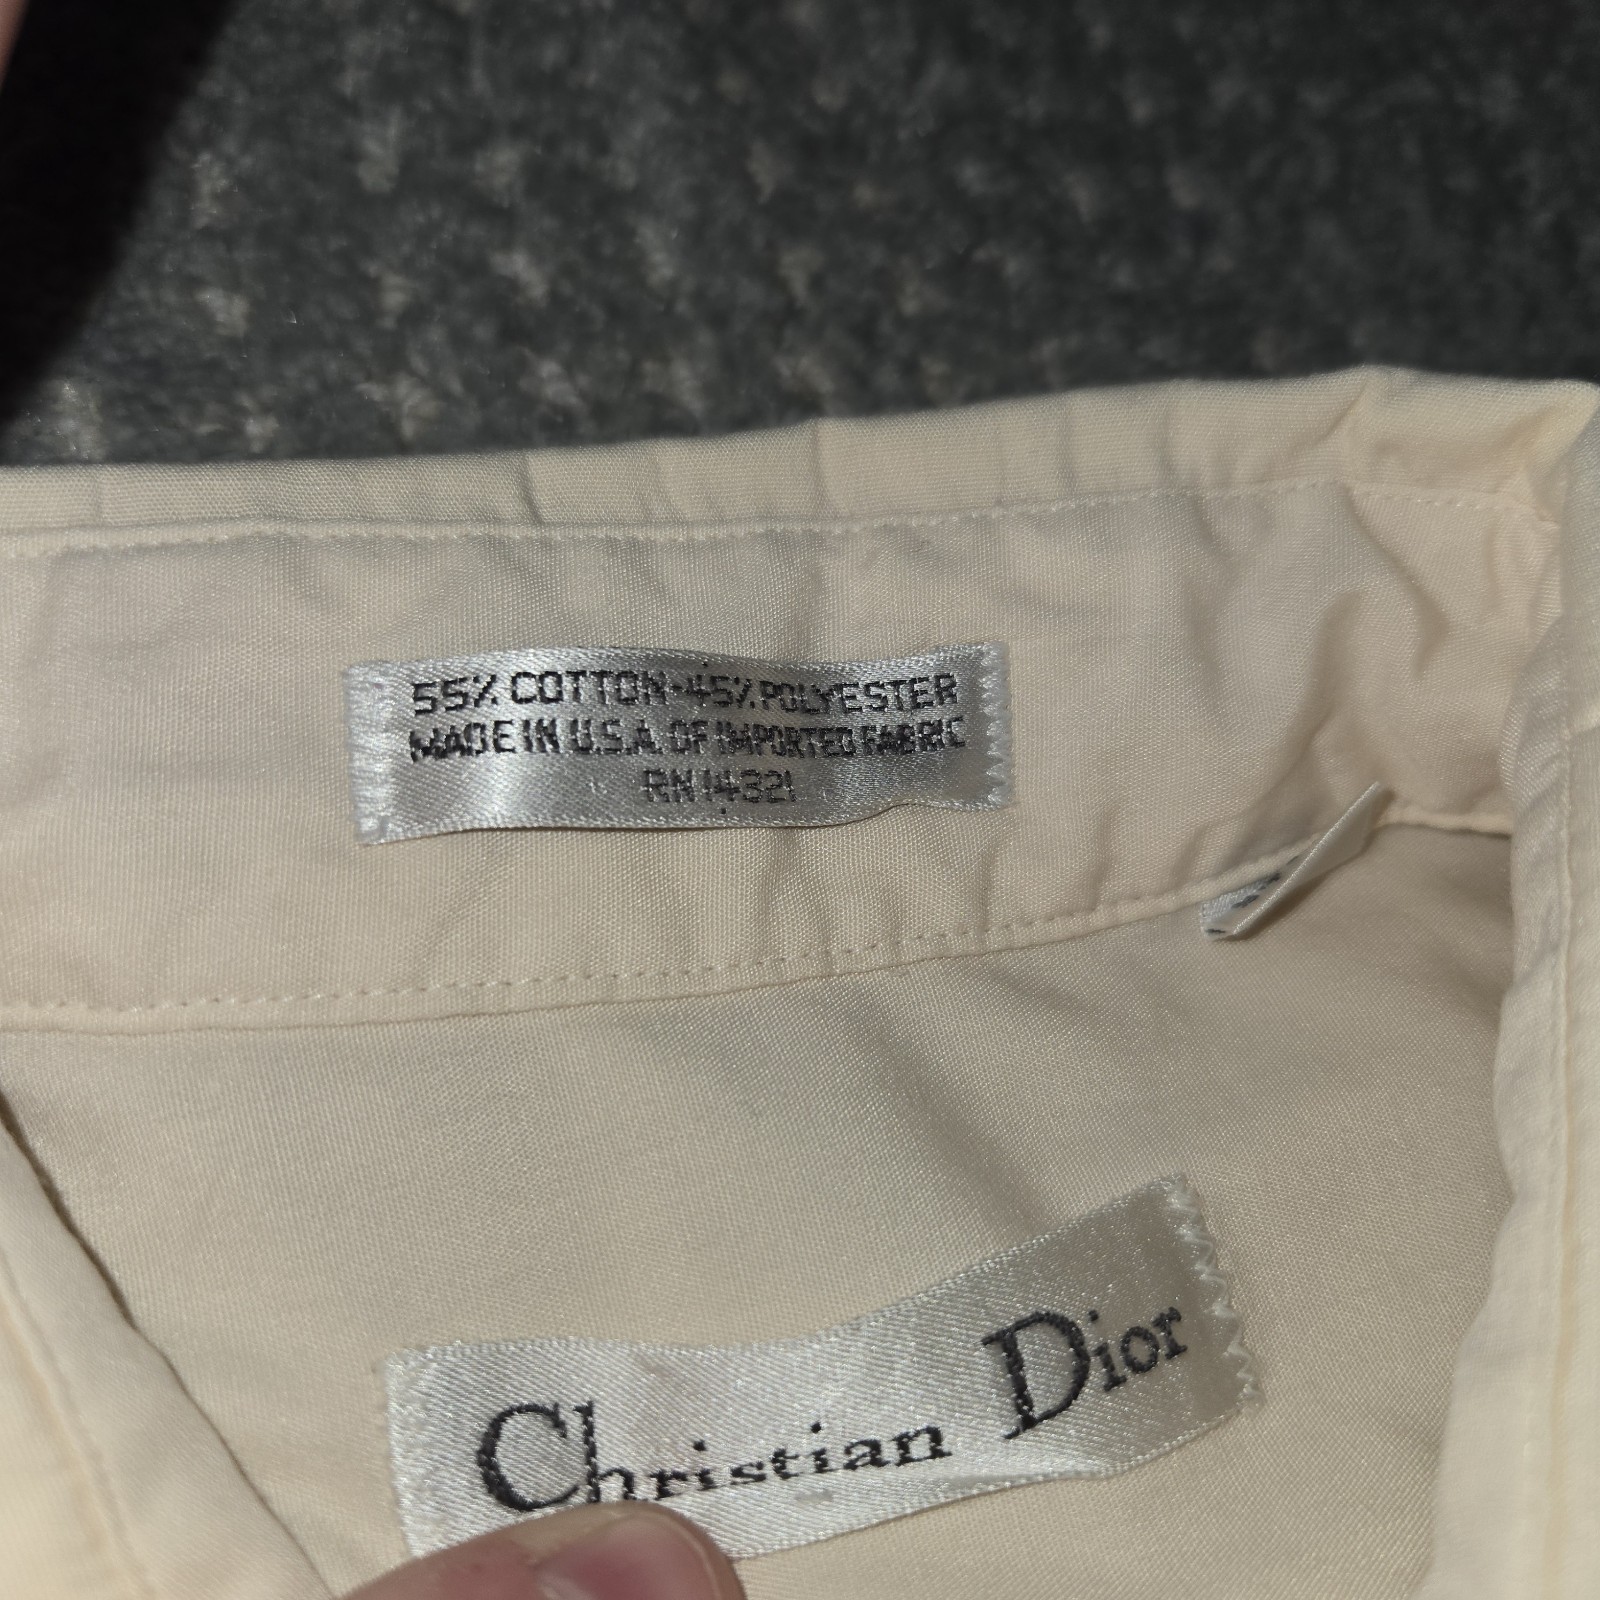 55% COTTON-45% POLYESTER
MADE IN U.S.A. OF IMPORTED FABRIC
RN 14321
Christian Dior